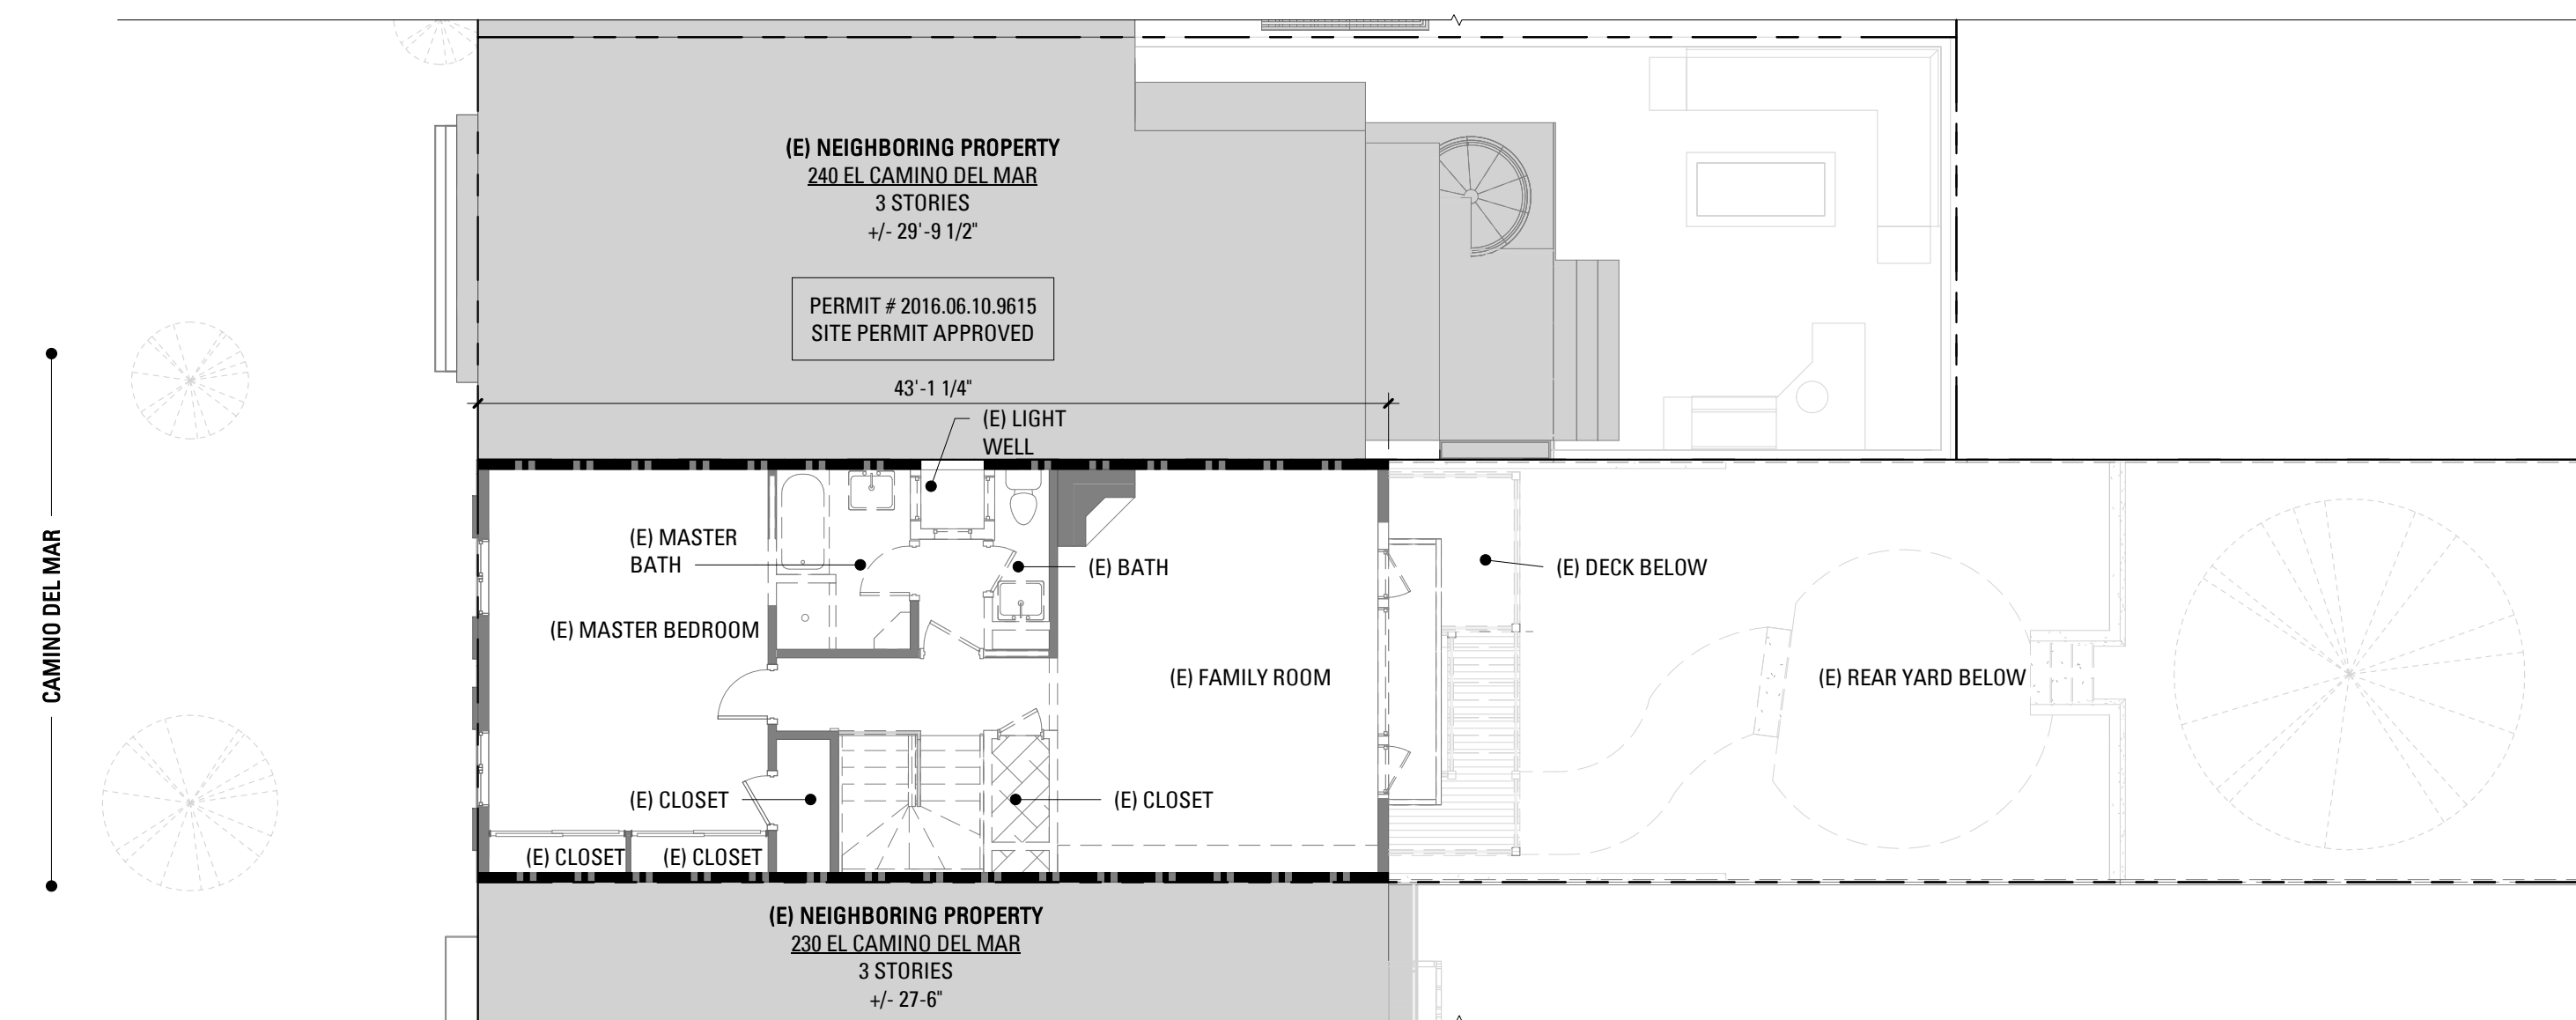 (E) NEIGHBORING PROPERTY
240 EL CAMINO DEL MAR
3 STORIES
+/- 29'-9 1/2"
PERMIT # 2016.06.10.9615
SITE PERMIT APPROVED
43'-1 1/4"
(E) LIGHT
WELL
CAMINO DEL MAR
(E) MASTER
BATH
(E) BATH
(E) DECK BELOW
(E) MASTER BEDROOM
(E) FAMILY ROOM
(E) REAR YARD BELOW
(E) CLOSET
(E) CLOSET
(E) CLOSET
(E) CLOSET
(E) NEIGHBORING PROPERTY
230 EL CAMINO DEL MAR
3 STORIES
+/- 27-6"